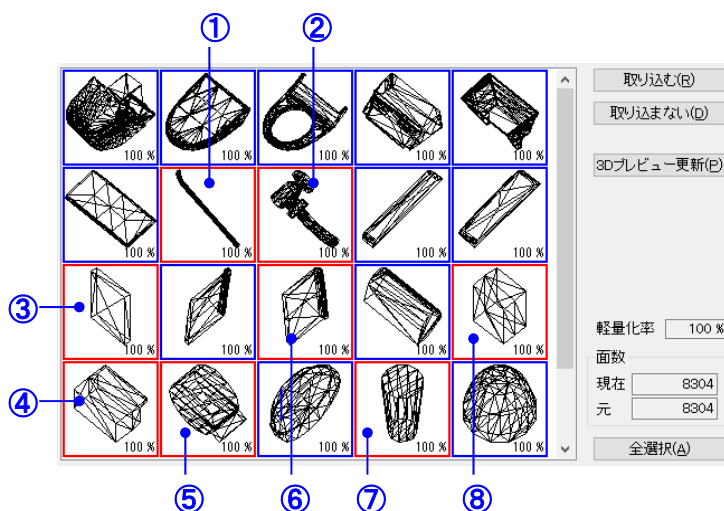 ① ②
取り込む(R)
取り込まない(D)
3Dプレビュー更新(P)
100 % 100 % 100 % 100 % 100 %
100 % 100 % 100 % 100 % 100 %
③
100 % 100 % 100 % 100 % 100 %
軽量化率 100 %
面数
現在 8304
元 8304
④
100 % 100 % 100 % 100 % 100 %
全選択(A)
⑤ ⑥ ⑦ ⑧